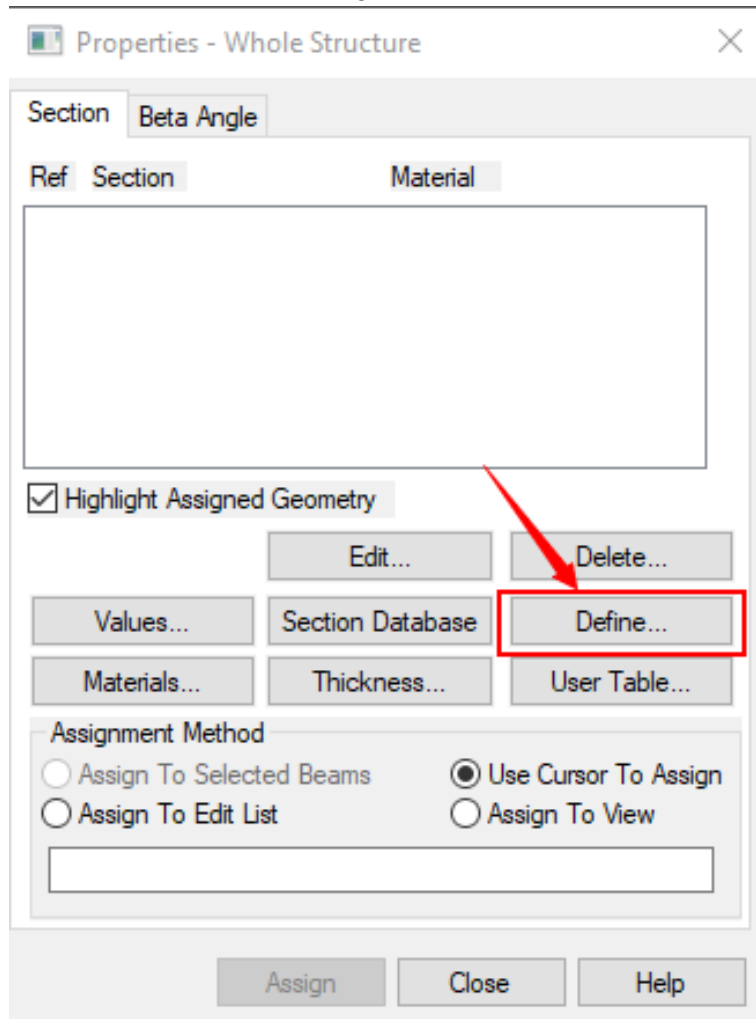 Properties - Whole Structure
Section Beta Angle
Ref Section Material
Highlight Assigned Geometry
Edit... Delete...
Values... Section Database Define...
Materials... Thickness... User Table...
Assignment Method
Assign To Selected Beams Use Cursor To Assign
Assign To Edit List Assign To View
Assign Close Help